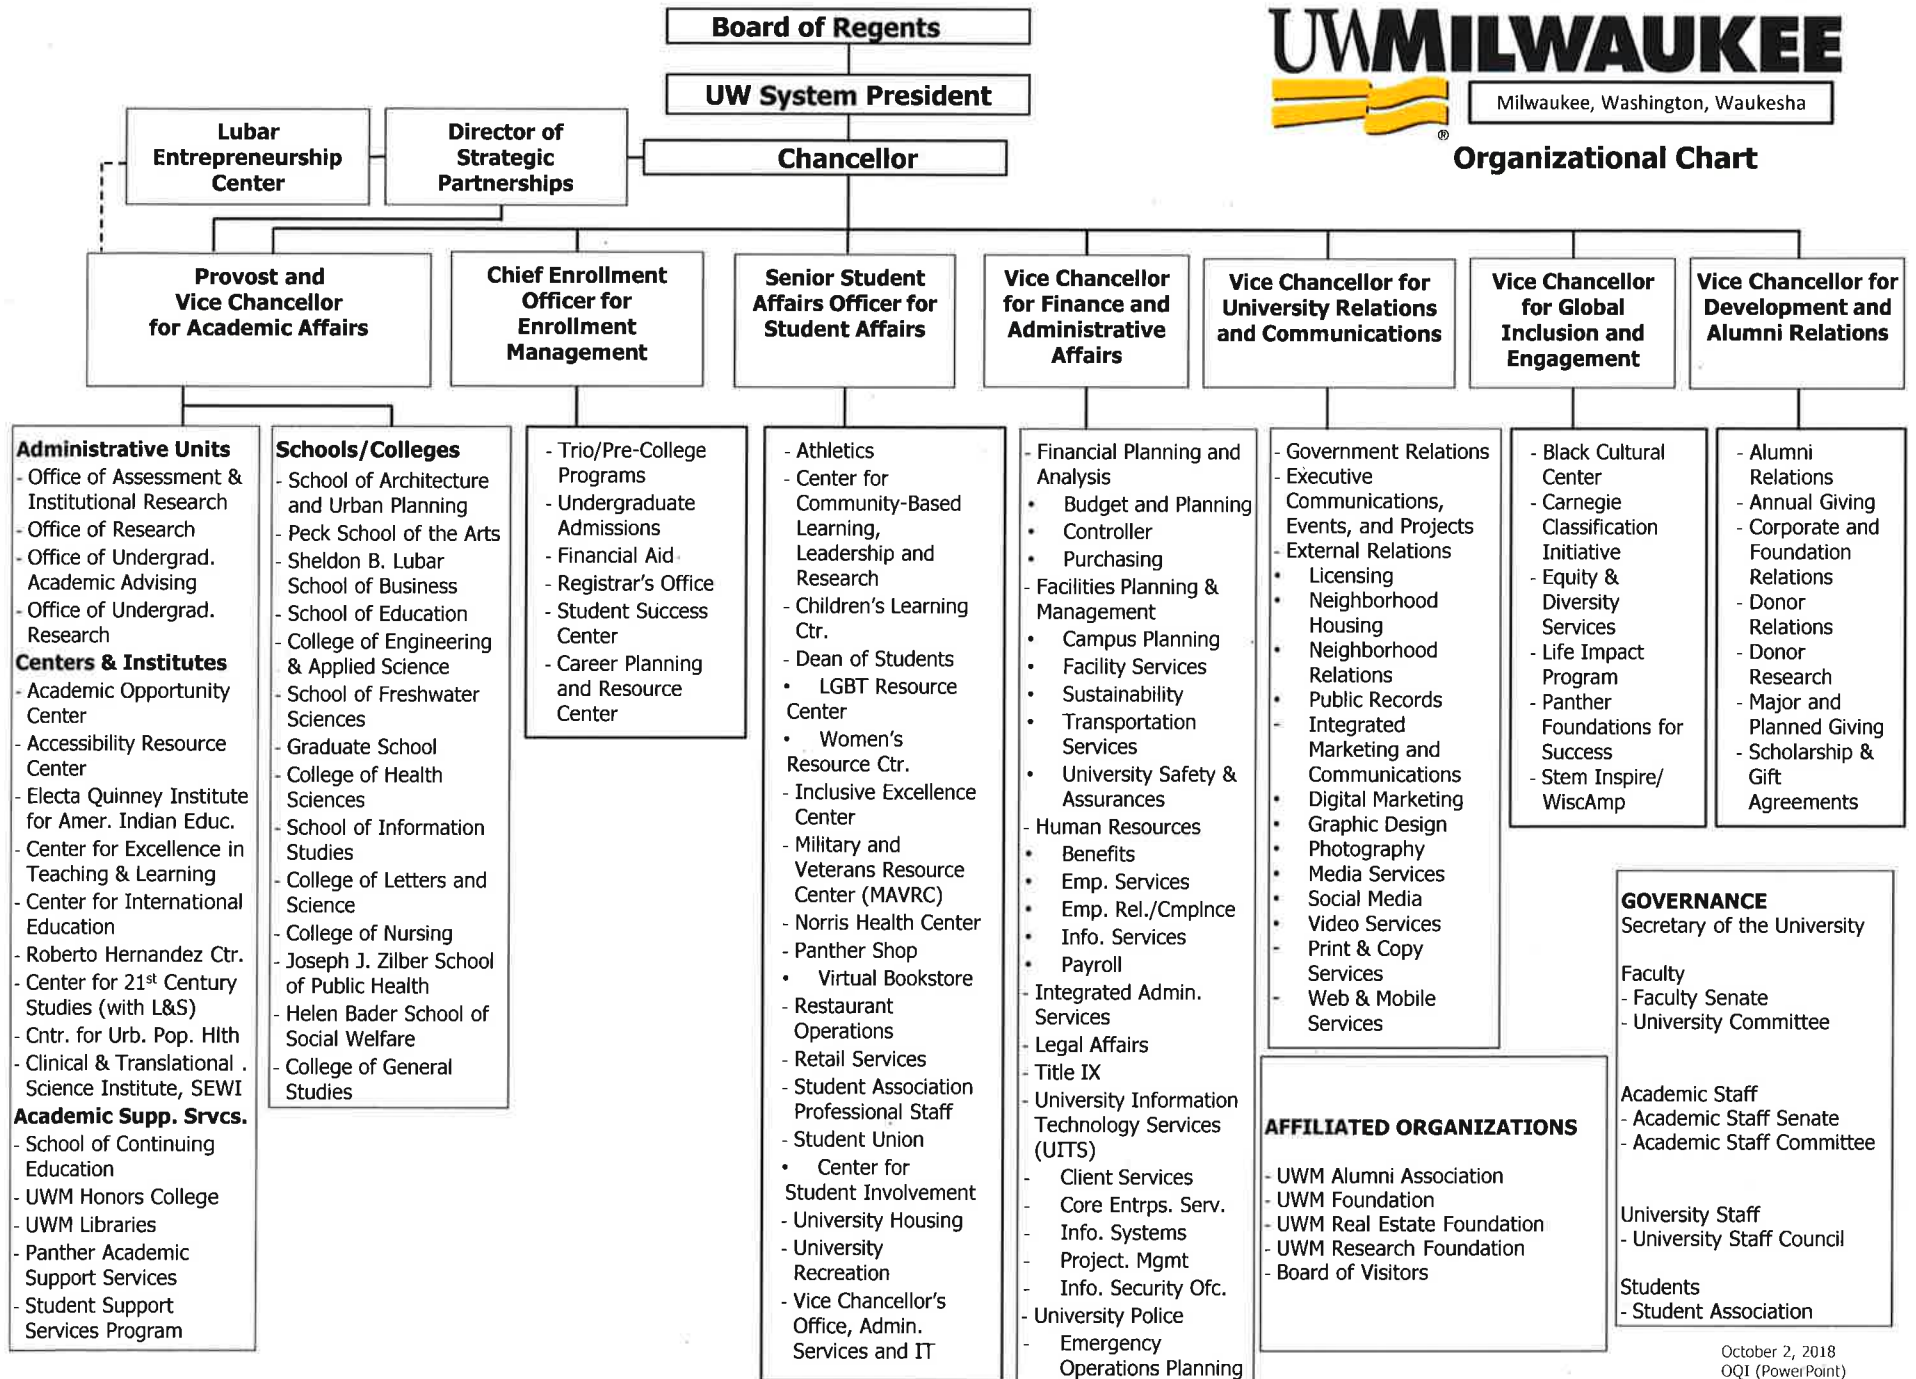 Board of Regents
UW System President
Chancellor
Lubar
Entrepreneurship
Center
Director of
Strategic
Partnerships
UWMILWAUKEE
®
Milwaukee, Washington, Waukesha
Organizational Chart
Provost and
Vice Chancellor
for Academic Affairs
Chief Enrollment
Officer for
Enrollment
Management
Senior Student
Affairs Officer for
Student Affairs
Vice Chancellor
for Finance and
Administrative
Affairs
Vice Chancellor for
University Relations
and Communications
Vice Chancellor
for Global
Inclusion and
Engagement
Vice Chancellor for
Development and
Alumni Relations
Administrative Units
- Office of Assessment &
Institutional Research
- Office of Research
- Office of Undergrad.
Academic Advising
- Office of Undergrad.
Research
Centers & Institutes
- Academic Opportunity
Center
- Accessibility Resource
Center
- Electa Quinney Institute
for Amer. Indian Educ.
- Center for Excellence in
Teaching & Learning
- Center for International
Education
- Roberto Hernandez Ctr.
- Center for 21st Century
Studies (with L&S)
- Cntr. for Urb. Pop. Hlth
- Clinical & Translational .
Science Institute, SEWI
Academic Supp. Srvcs.
- School of Continuing
Education
- UWM Honors College
- UWM Libraries
- Panther Academic
Support Services
- Student Support
Services Program
Schools/Colleges
- School of Architecture
and Urban Planning
- Peck School of the Arts
- Sheldon B. Lubar
School of Business
- School of Education
- College of Engineering
& Applied Science
- School of Freshwater
Sciences
- Graduate School
- College of Health
Sciences
- School of Information
Studies
- College of Letters and
Science
- College of Nursing
- Joseph J. Zilber School
of Public Health
- Helen Bader School of
Social Welfare
- College of General
Studies
- Trio/Pre-College
Programs
- Undergraduate
Admissions
- Financial Aid
- Registrar's Office
- Student Success
Center
- Career Planning
and Resource
Center
- Athletics
- Center for
Community-Based
Learning,
Leadership and
Research
- Children's Learning
Ctr.
- Dean of Students
• LGBT Resource
Center
• Women's
Resource Ctr.
- Inclusive Excellence
Center
- Military and
Veterans Resource
Center (MAVRC)
- Norris Health Center
- Panther Shop
• Virtual Bookstore
- Restaurant
Operations
- Retail Services
- Student Association
Professional Staff
- Student Union
• Center for
Student Involvement
- University Housing
- University
Recreation
- Vice Chancellor's
Office, Admin.
Services and IT
- Financial Planning and
Analysis
• Budget and Planning
• Controller
• Purchasing
- Facilities Planning &
Management
• Campus Planning
• Facility Services
• Sustainability
• Transportation
Services
• University Safety &
Assurances
- Human Resources
• Benefits
• Emp. Services
• Emp. Rel./Cmplnce
• Info. Services
• Payroll
- Integrated Admin.
Services
- Legal Affairs
- Title IX
- University Information
Technology Services
(UITS)
- Client Services
- Core Entrps. Serv.
- Info. Systems
- Project. Mgmt
- Info. Security Ofc.
- University Police
- Emergency
Operations Planning
- Government Relations
- Executive
Communications,
Events, and Projects
- External Relations
• Licensing
• Neighborhood
Housing
• Neighborhood
Relations
• Public Records
- Integrated
Marketing and
Communications
• Digital Marketing
• Graphic Design
• Photography
• Media Services
• Social Media
• Video Services
- Print & Copy
Services
- Web & Mobile
Services
- Black Cultural
Center
- Carnegie
Classification
Initiative
- Equity &
Diversity
Services
- Life Impact
Program
- Panther
Foundations for
Success
- Stem Inspire/
WiscAmp
- Alumni
Relations
- Annual Giving
- Corporate and
Foundation
Relations
- Donor
Relations
- Donor
Research
- Major and
Planned Giving
- Scholarship &
Gift
Agreements
AFFILIATED ORGANIZATIONS
- UWM Alumni Association
- UWM Foundation
- UWM Real Estate Foundation
- UWM Research Foundation
- Board of Visitors
GOVERNANCE
Secretary of the University
Faculty
- Faculty Senate
- University Committee
Academic Staff
- Academic Staff Senate
- Academic Staff Committee
University Staff
- University Staff Council
Students
- Student Association
October 2, 2018
OQI (PowerPoint)